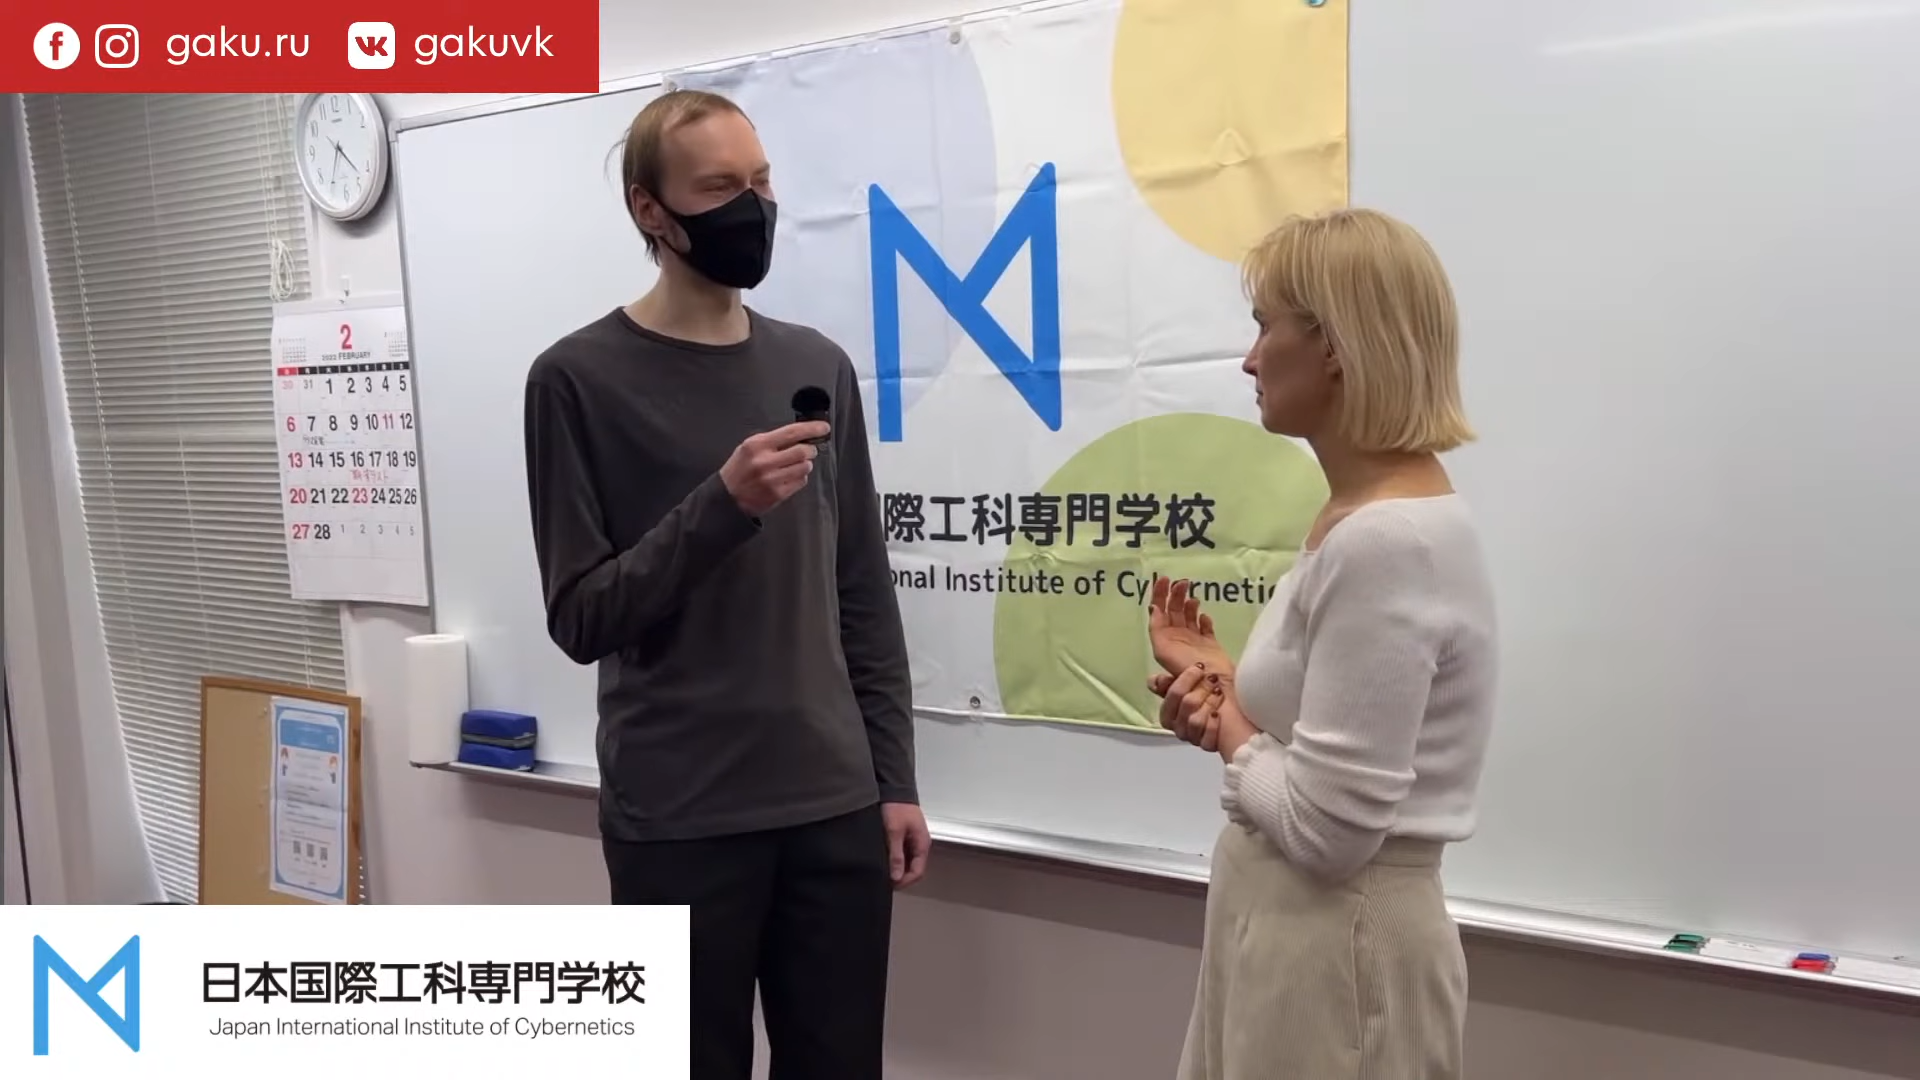 gaku.ru gakuvk
2
2022 FEBRUARY
30 31 1 2 3 4 5
6 7 8 9 10 11 12
13 14 15 16 17 18 19
20 21 22 23 24 25 26
27 28 1 2 3 4 5
際工科専門学校
onal Institute of Cy rnetic
日本国際工科専門学校
Japan International Institute of Cybernetics